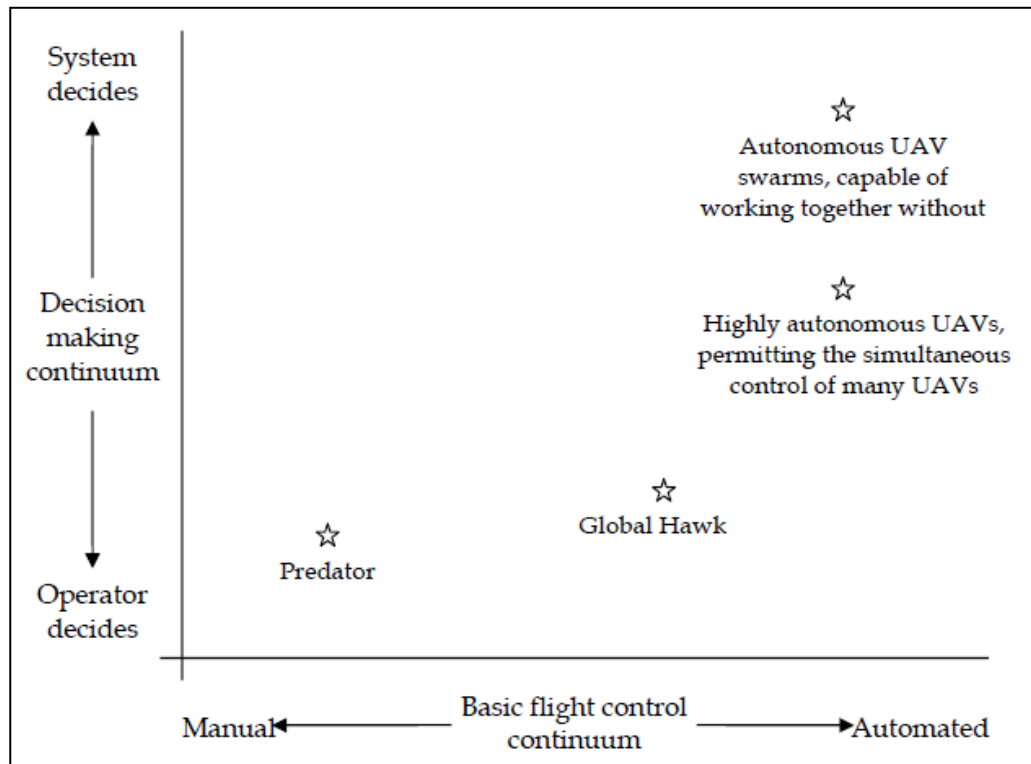 System
decides
Autonomous UAV
swarms, capable of
working together without
Decision
making
continuum
Highly autonomous UAVs,
permitting the simultaneous
control of many UAVs
Global Hawk
Predator
Operator
decides
Manual
Basic flight control
continuum
Automated